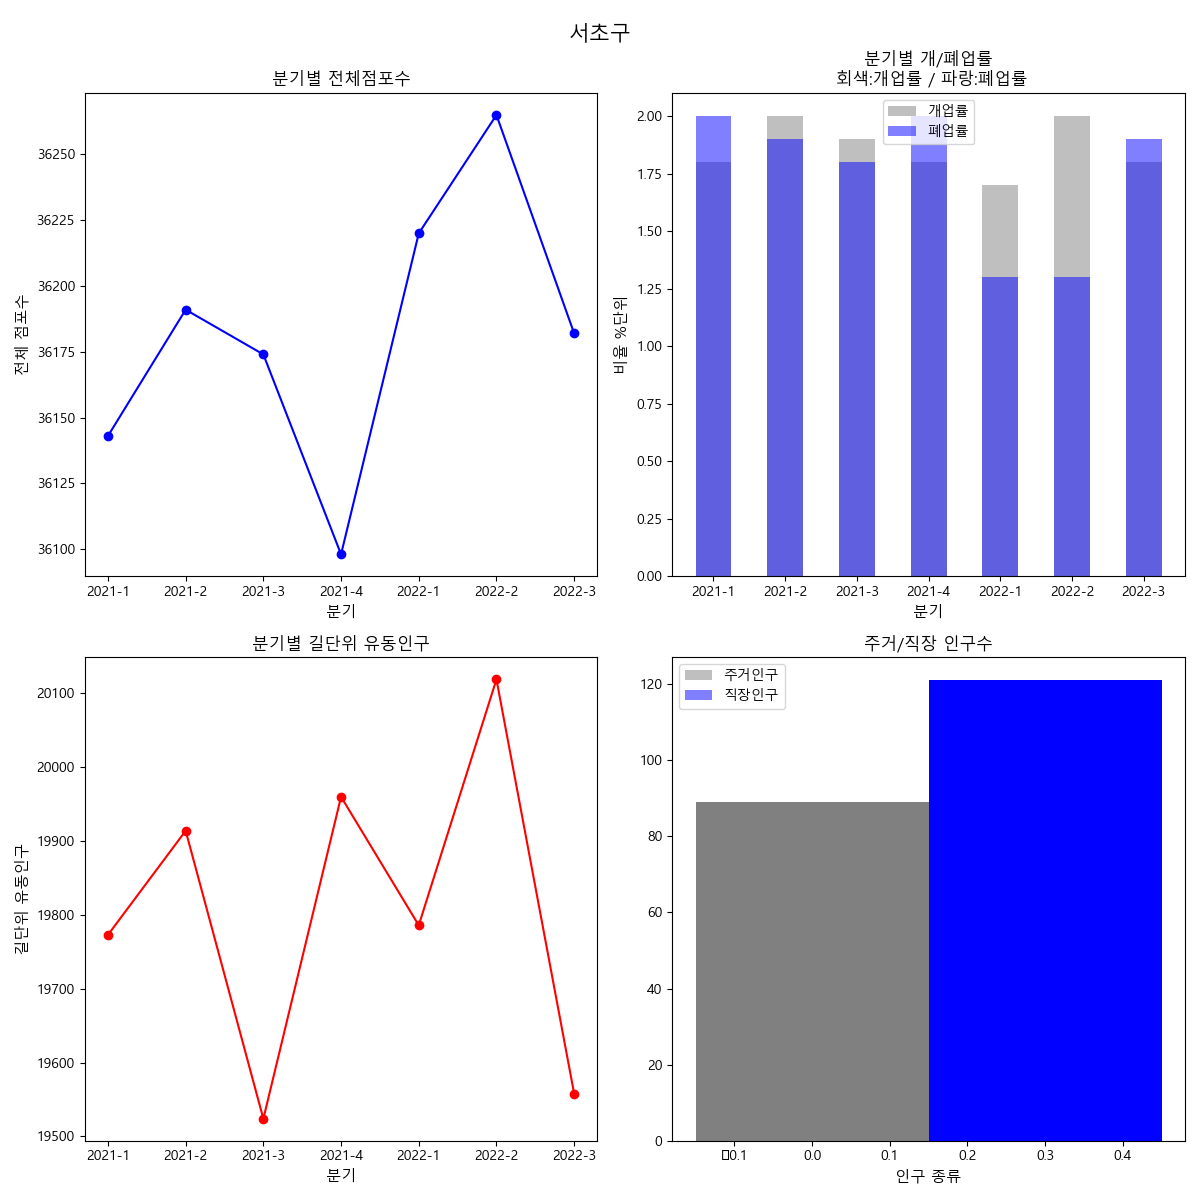 서초구
분기별 전체점포수
전체 점포수
36250
36225
36200
36175
36150
36125
36100
2021-1 2021-2 2021-3 2021-4 2022-1 2022-2 2022-3
분기
분기별 개/폐업률
회색:개업률 / 파랑:폐업률
개업률
폐업률
비율 %단위
2.00
1.75
1.50
1.25
1.00
0.75
0.50
0.25
0.00
2021-1 2021-2 2021-3 2021-4 2022-1 2022-2 2022-3
분기
분기별 길단위 유동인구
길단위 유동인구
20100
20000
19900
19800
19700
19600
19500
2021-1 2021-2 2021-3 2021-4 2022-1 2022-2 2022-3
분기
주거/직장 인구수
주거인구
직장인구
120
100
80
60
40
20
0
□0.1 0.0 0.1 0.2 0.3 0.4
인구 종류